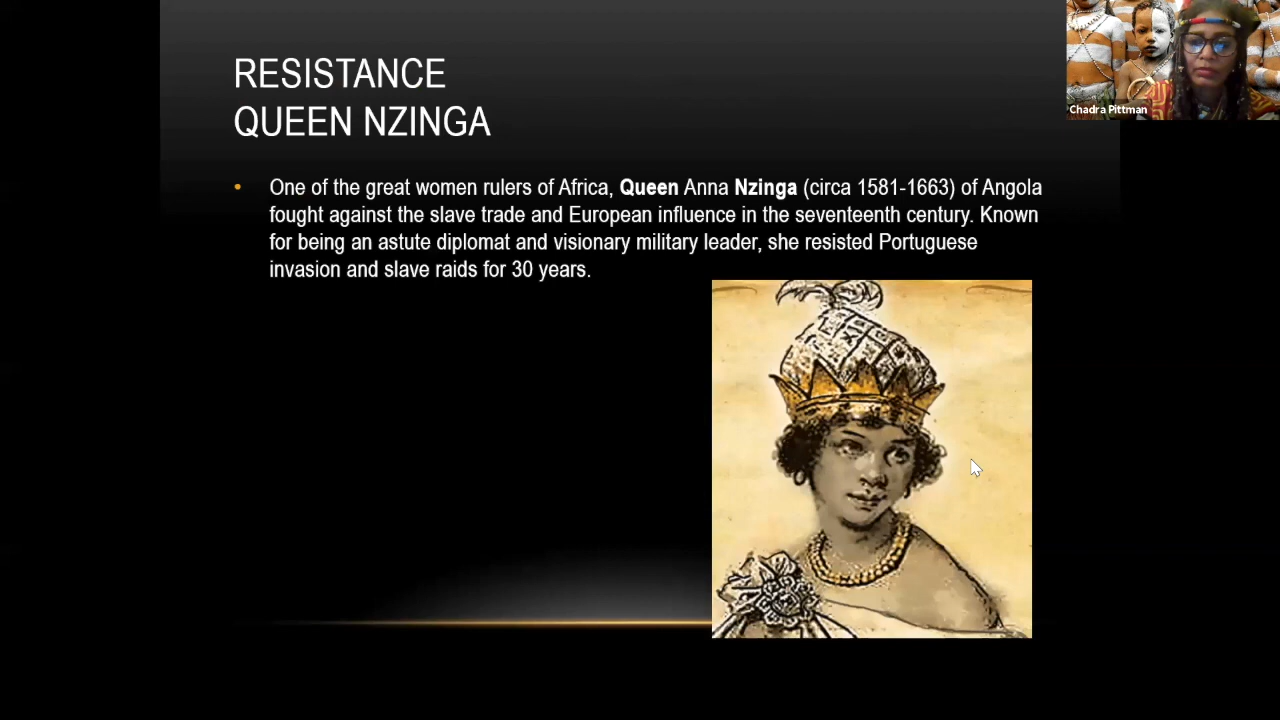 RESISTANCE
QUEEN NZINGA
• One of the great women rulers of Africa, Queen Anna Nzinga (circa 1581-1663) of Angola
fought against the slave trade and European influence in the seventeenth century. Known
for being an astute diplomat and visionary military leader, she resisted Portuguese
invasion and slave raids for 30 years.
Chadra Pittman